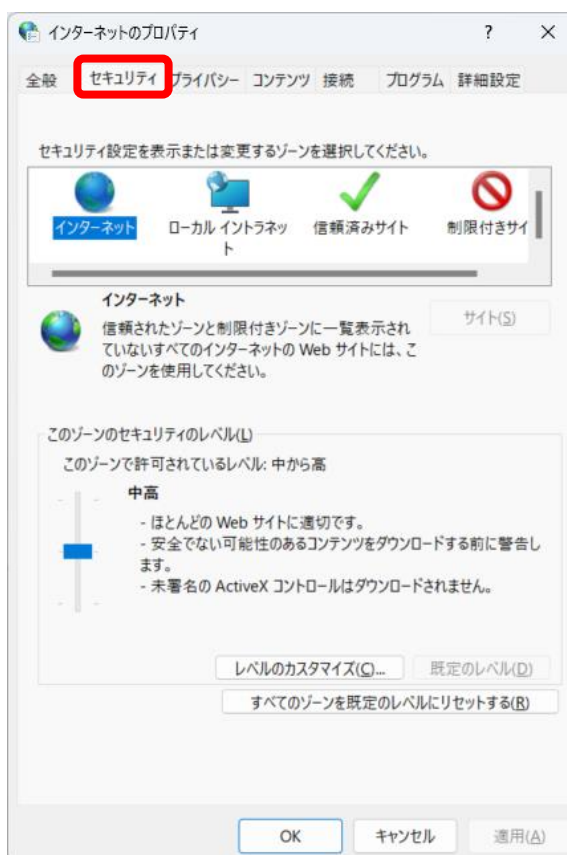 インターネットのプロパティ
?
×
全般 セキュリティ プライバシー コンテンツ 接続 プログラム 詳細設定
セキュリティ設定を表示または変更するゾーンを選択してください。
インターネット
ローカル イントラネッ
ト
信頼済みサイト
制限付きサイ
インターネット
信頼されたゾーンと制限付きゾーンに一覧表示され
ていないすべてのインターネットの Web サイトには、こ
のゾーンを使用してください。
サイト(S)
このゾーンのセキュリティのレベル(L)
このゾーンで許可されているレベル: 中から高
中高
- ほとんどの Web サイトに適切です。
- 安全でない可能性のあるコンテンツをダウンロードする前に警告し
ます。
- 未署名の ActiveX コントロールはダウンロードされません。
レベルのカスタマイズ(C)...
既定のレベル(D)
すべてのゾーンを既定のレベルにリセットする(R)
OK
キャンセル
適用(A)